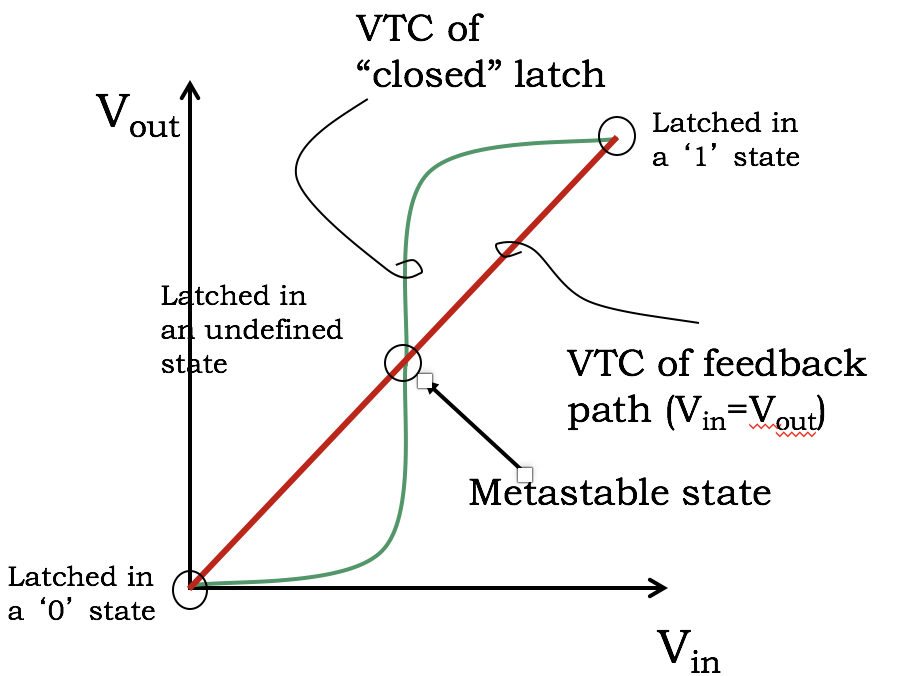 VTC of
“closed” latch
Vout
Latched in
a ‘1’ state
Latched in
an undefined
state
VTC of feedback
path (Vin=Vout)
Metastable state
Latched in
a ‘0’ state
Vin